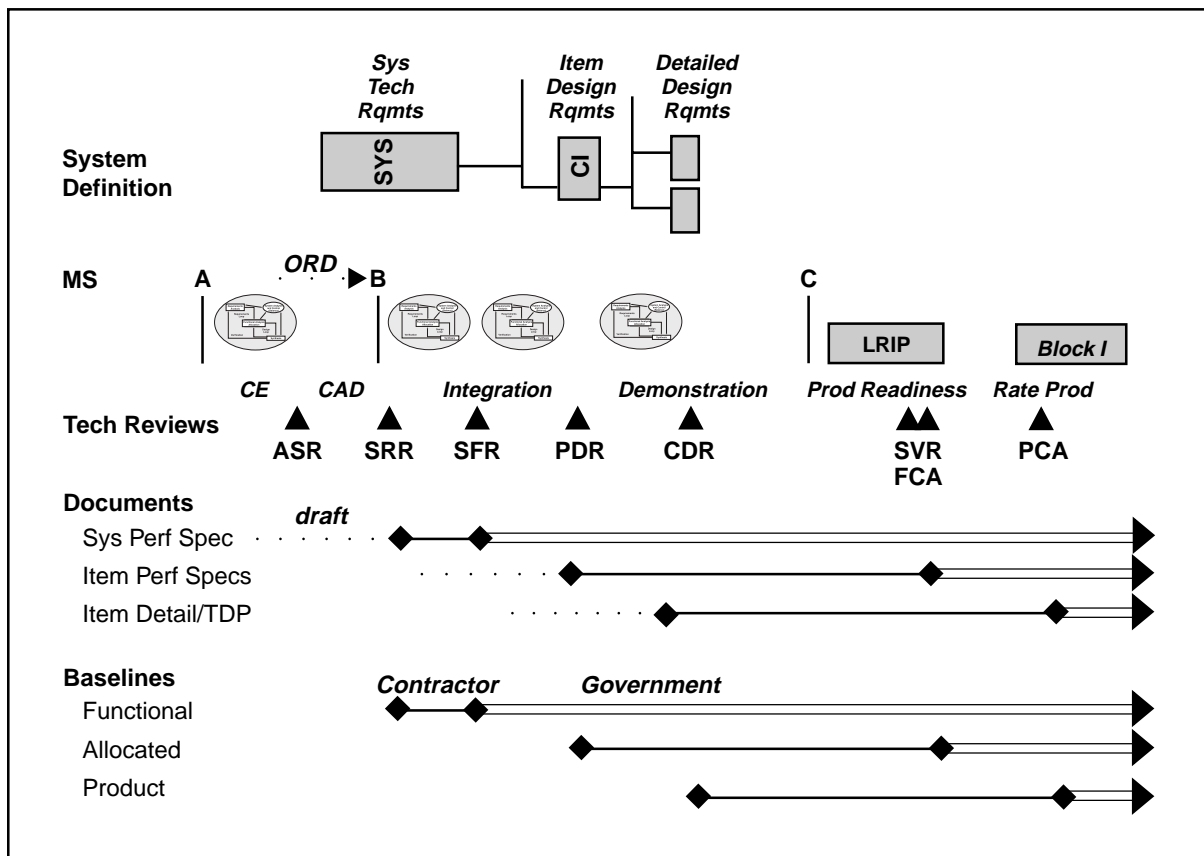 Sys
Tech
Rqmts
Item
Design
Rqmts
Detailed
Design
Rqmts
System
Definition
SYS
CI
MS
A
ORD
B
C
LRIP
Block I
CE
CAD
Integration
Demonstration
Prod Readiness
Rate Prod
Tech Reviews
ASR
SRR
SFR
PDR
CDR
SVR
FCA
PCA
Documents
draft
Sys Perf Spec
Item Perf Specs
Item Detail/TDP
Baselines
Contractor
Government
Functional
Allocated
Product